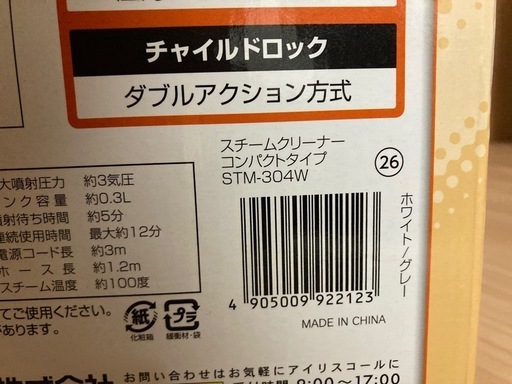 チャイルドロック
ダブルアクション方式
スチームクリーナー
コンパクトタイプ
STM-304W
26
ホワイト/グレー
大噴射圧力 約3気圧
ンク容量 約0.3L
射待ち時間 約5分
連続使用時間 最大約12分
電源コード長 約3m
ホース長 約1.2m
スチーム温度 約100度
4 905009 922123
MADE IN CHINA
てご使用ください。
があります。
紙
化粧箱
プラ
緩衝材・袋
株式会社
お問い合わせはお気軽にアイリスコールに
9:00~17:00